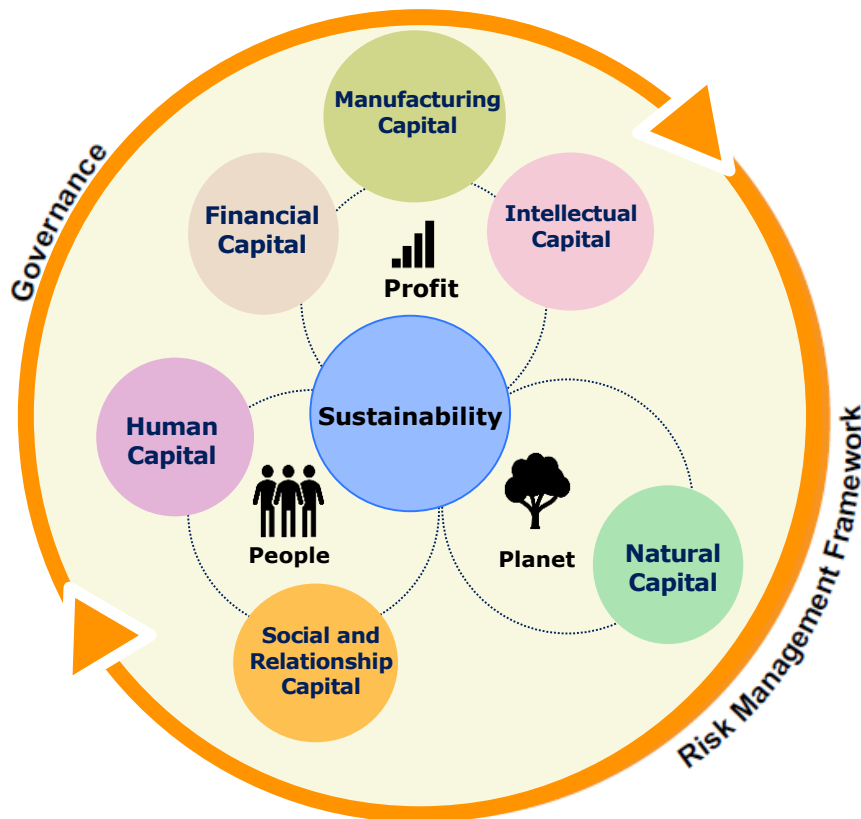 Manufacturing
Capital
Governance
Financial
Capital
Intellectual
Capital
Profit
Sustainability
Human
Capital
People
Planet
Natural
Capital
Social and
Relationship
Capital
Risk Management Framework